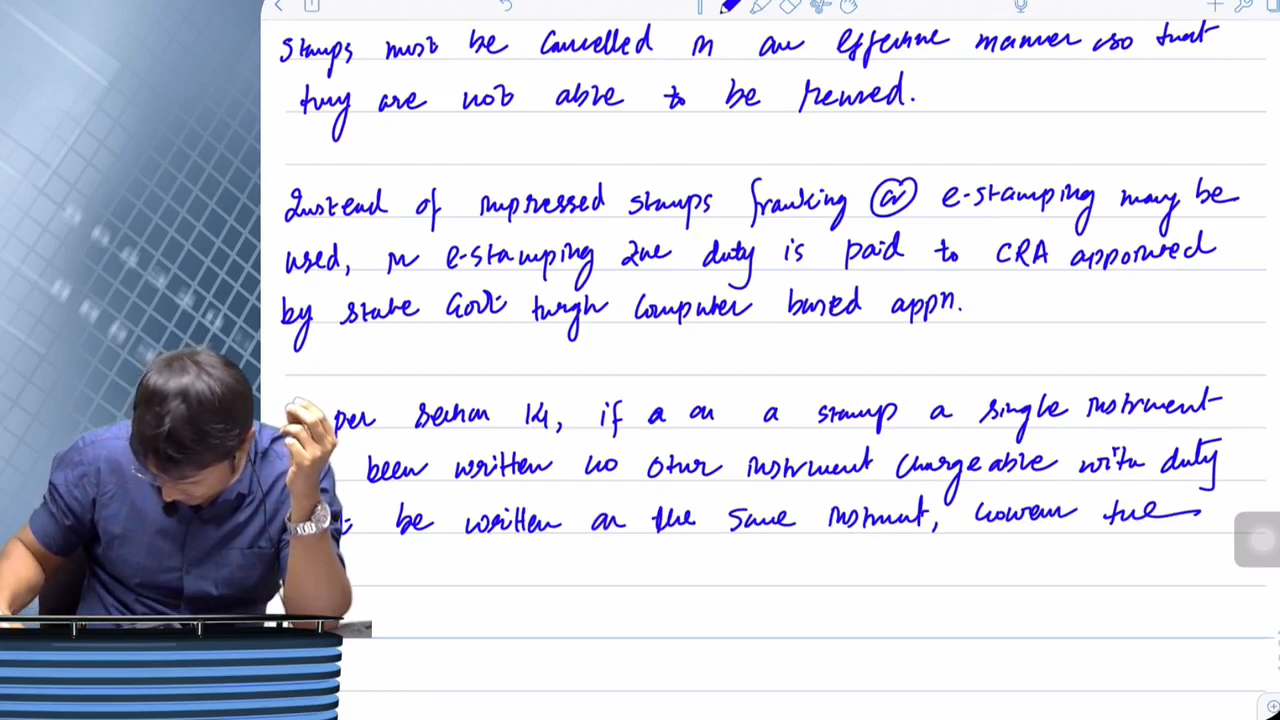 Stamps must be cancelled in an effective manner so that
they are not able to be reused.
Instead of impressed stamps franking or e-stamping may be
used, in e-stamping the duty is paid to CRA appointed
by state Govt through Computer based appn.
per section 14, if a on a stamp a single instrument
been written no other instrument chargeable with duty
be written on the same instrument, however the